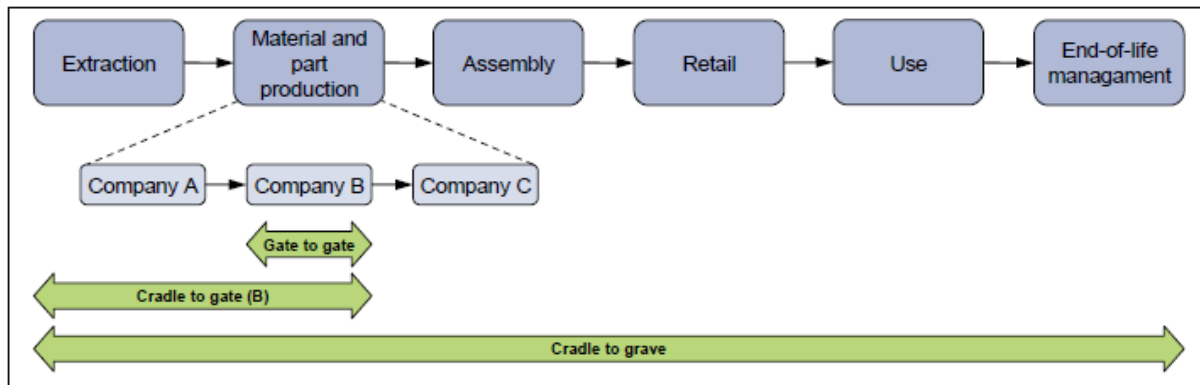 Extraction
Material and
part
production
Assembly
Retail
Use
End-of-life
managament
Company A
Company B
Company C
Gate to gate
Cradle to gate (B)
Cradle to grave